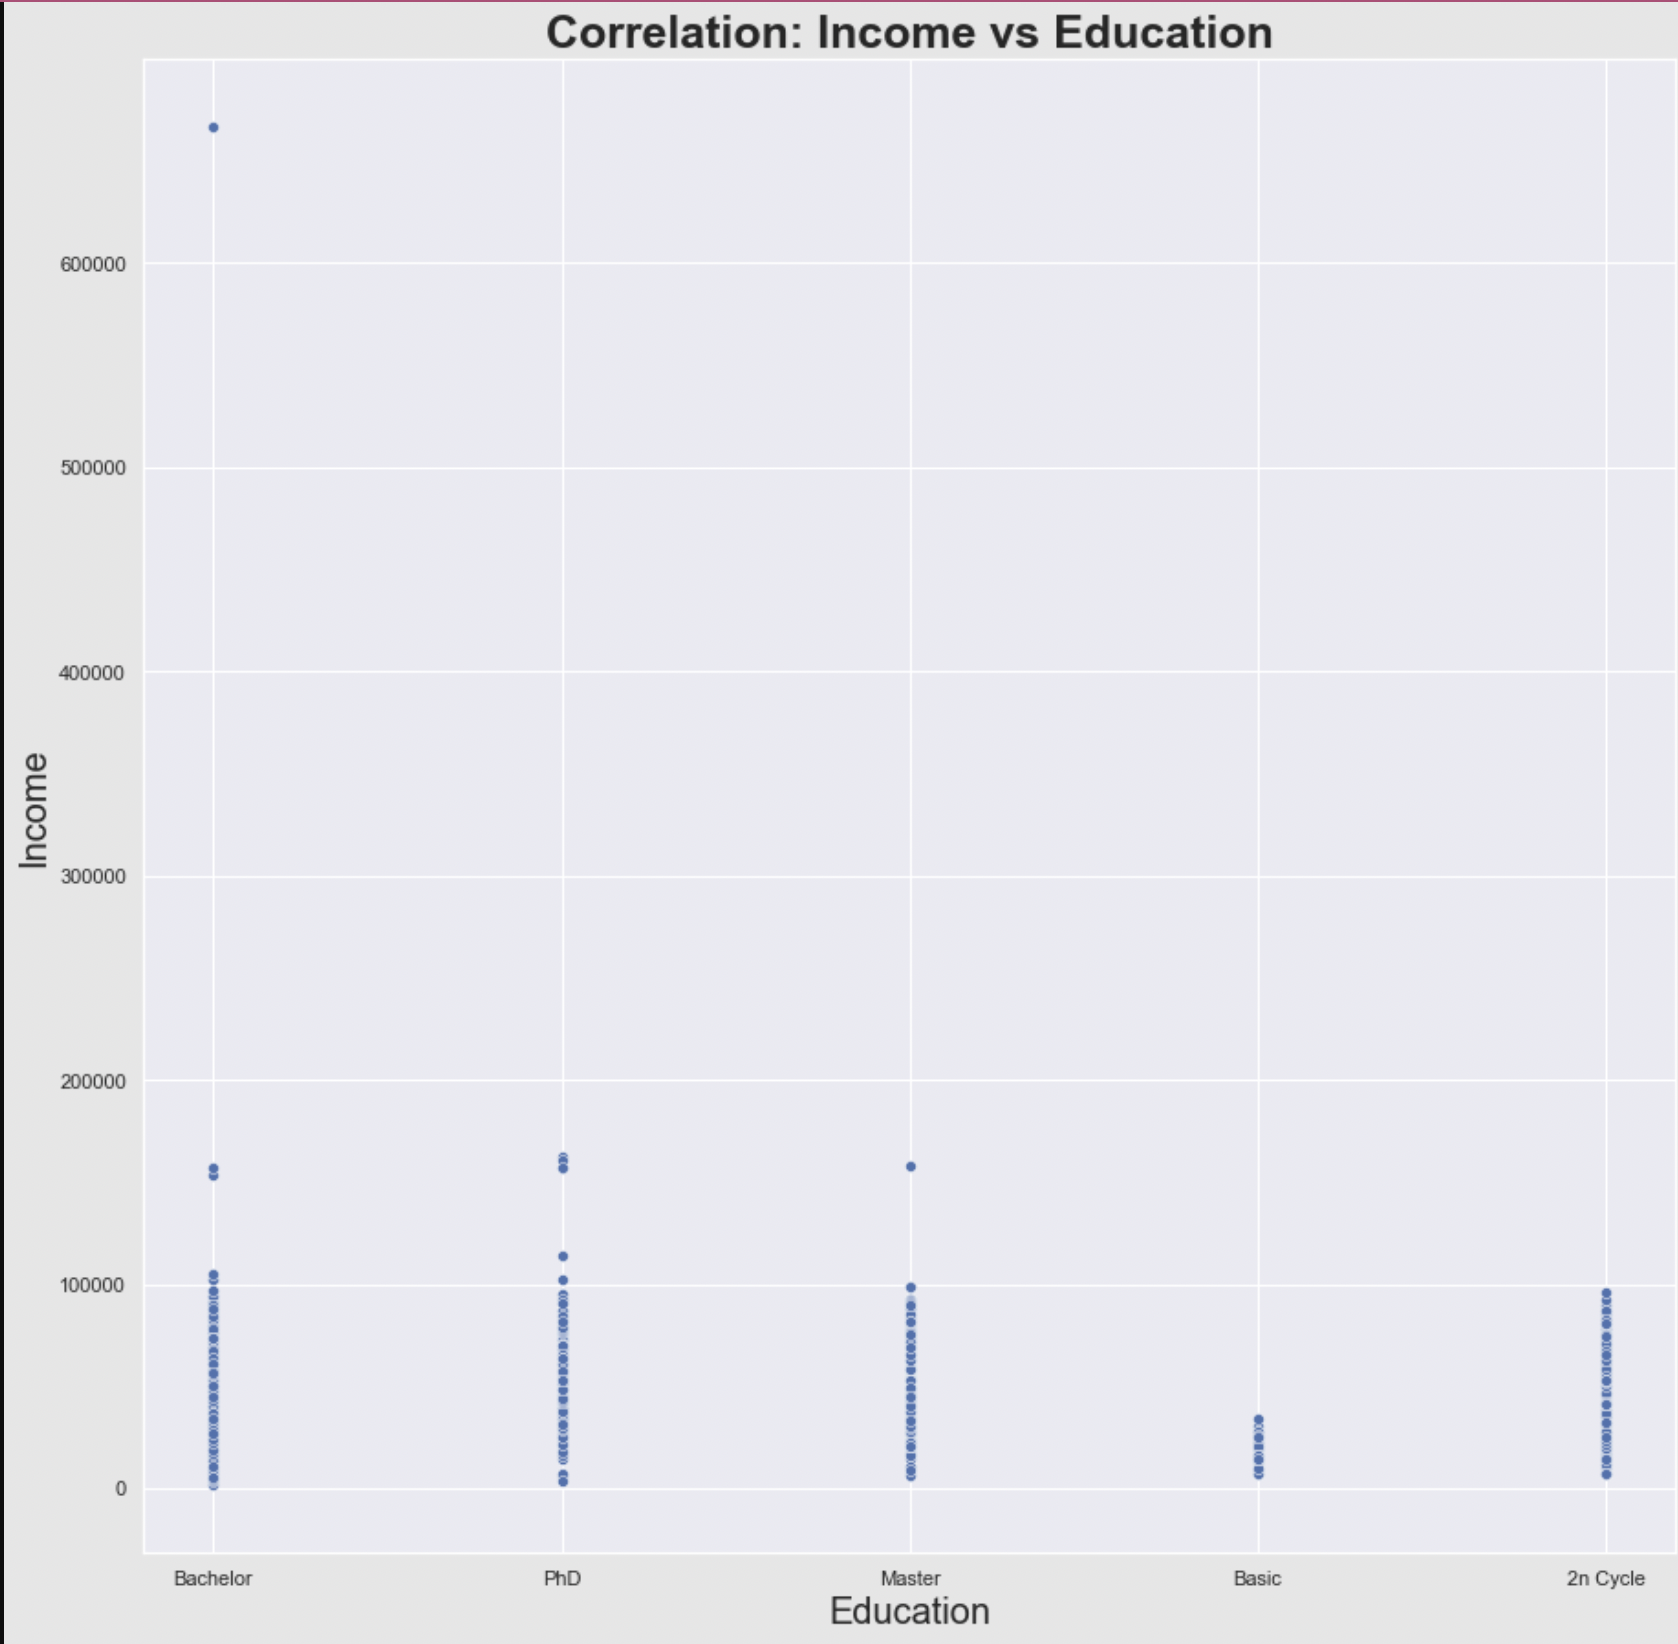 Correlation: Income vs Education
600000
500000
400000
300000
200000
100000
0
Income
Bachelor PhD Master Basic 2n Cycle
Education